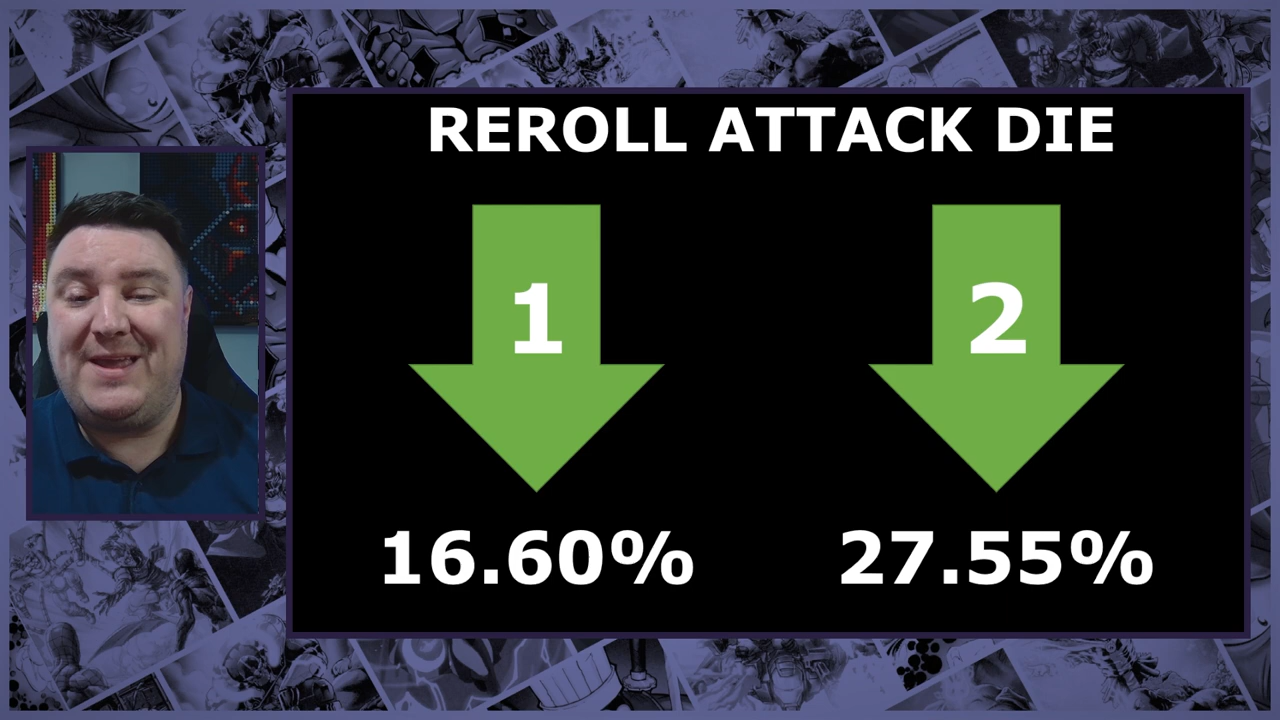 REROLL ATTACK DIE
1
2
16.60%
27.55%